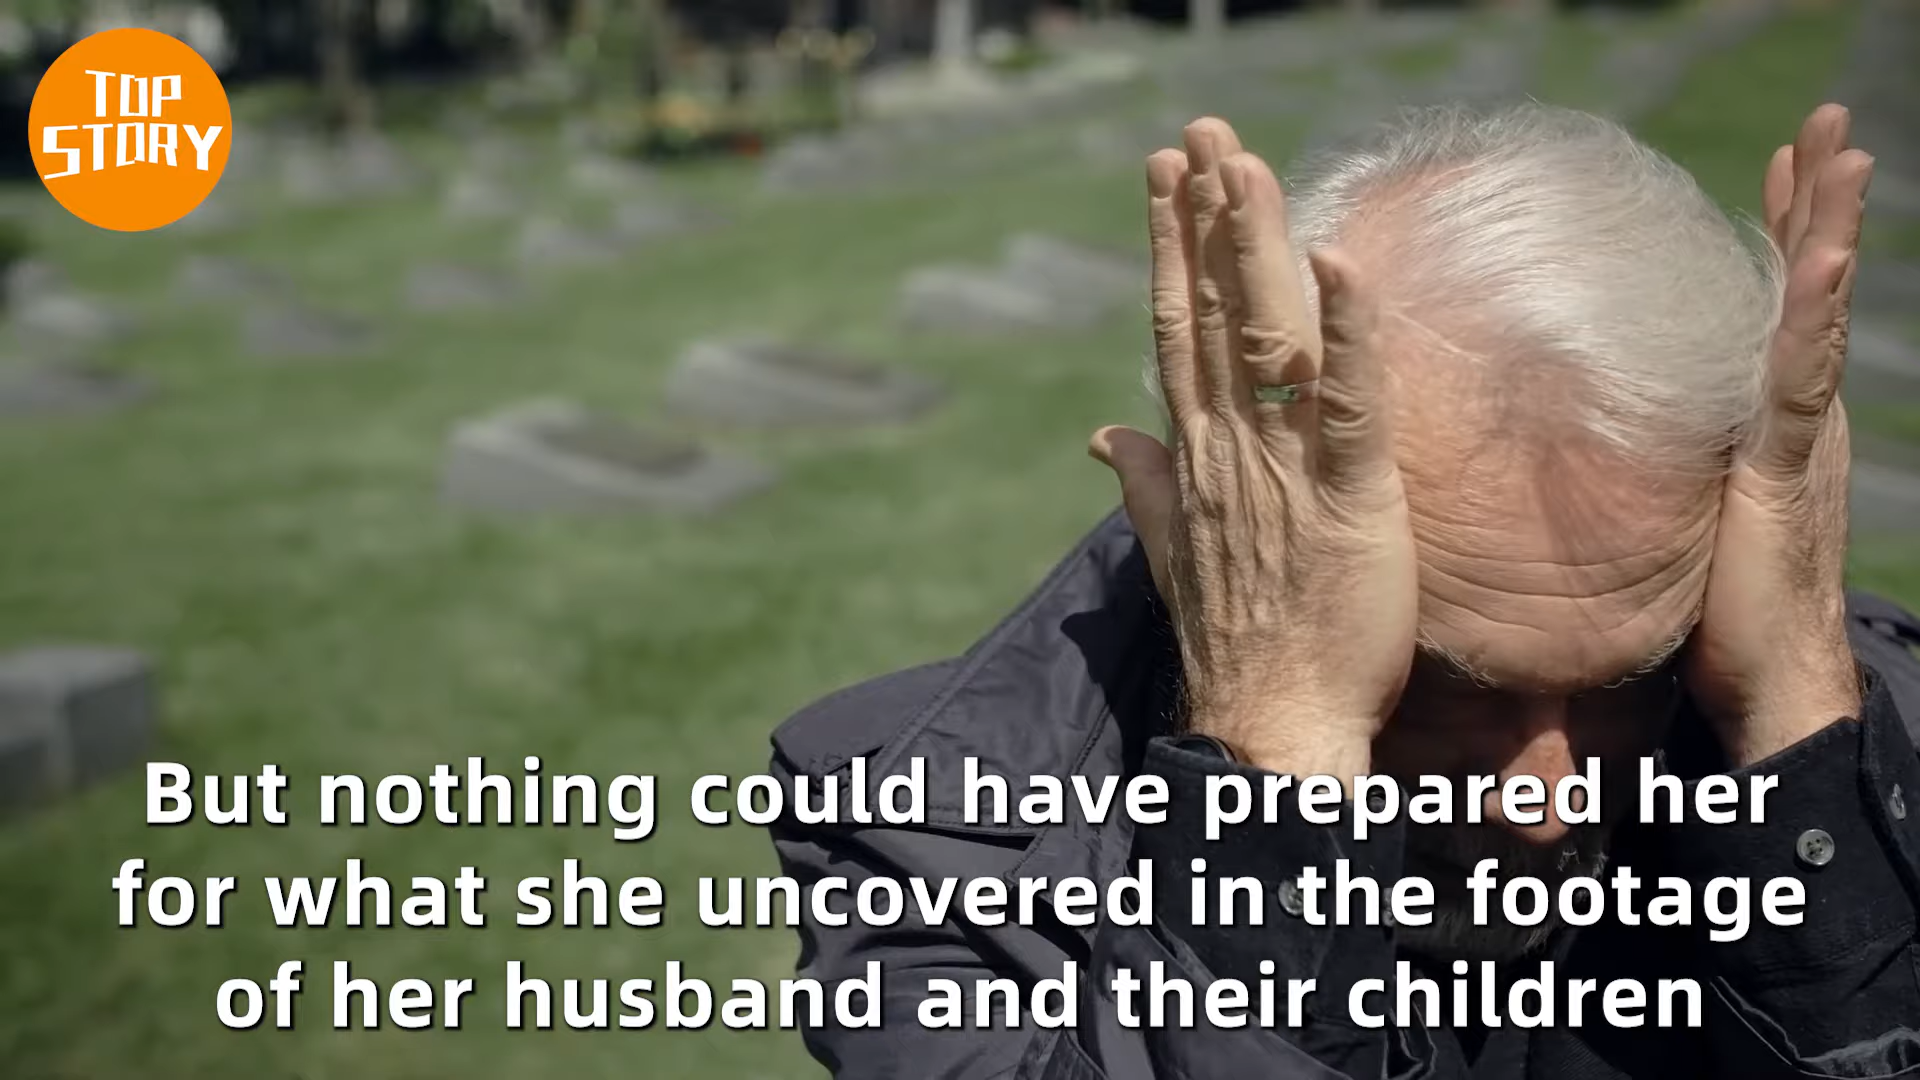 TOP
STORY
But nothing could have prepared her
for what she uncovered in the footage
of her husband and their children